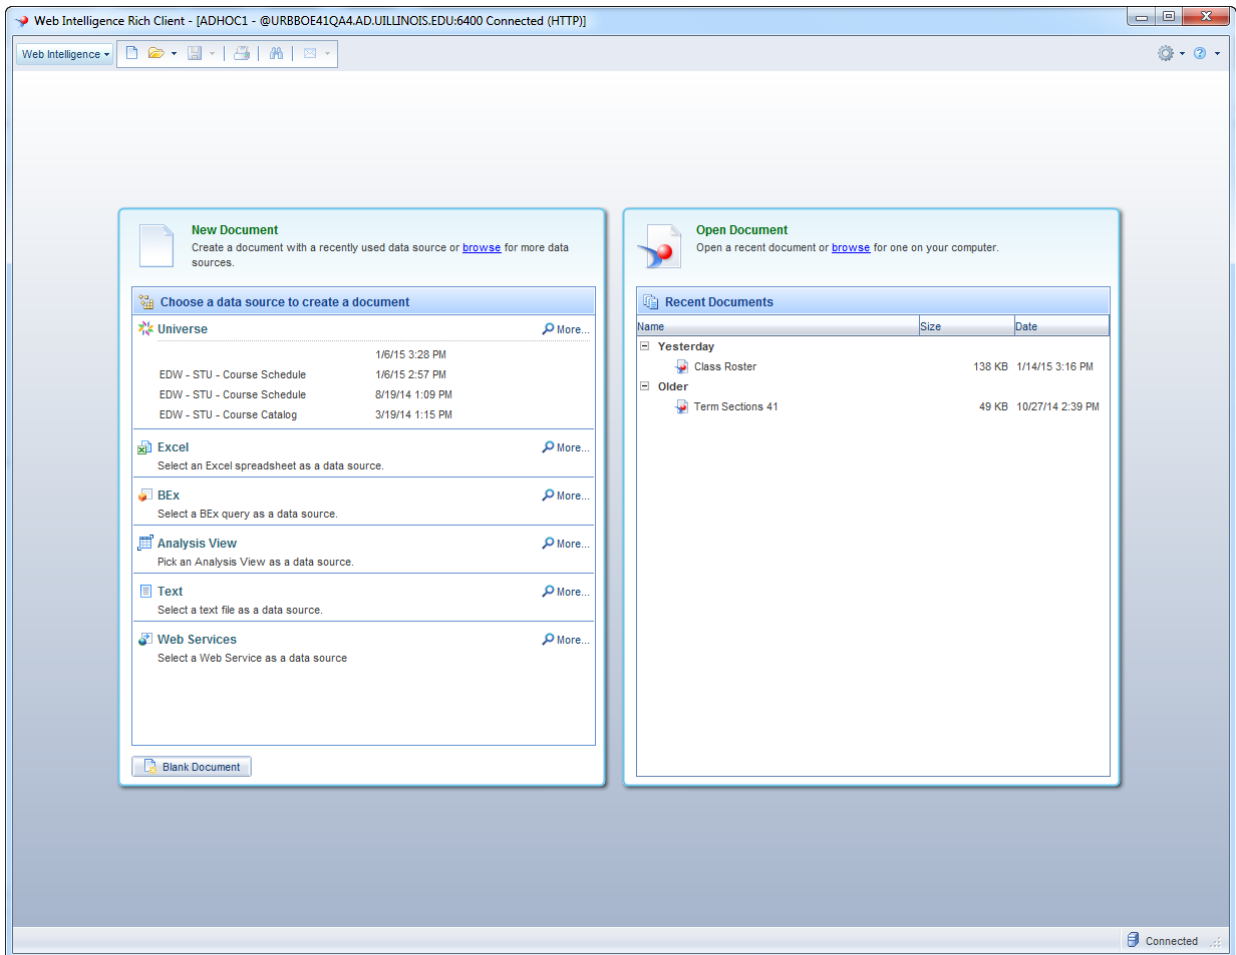 Web Intelligence Rich Client - [ADHOC1 - @URBBOE41QA4.AD.UILLINOIS.EDU:6400 Connected (HTTP)]
Web Intelligence
New Document
Create a document with a recently used data source or browse for more data
sources.
Choose a data source to create a document
Universe More...
1/6/15 3:28 PM
EDW - STU - Course Schedule 1/6/15 2:57 PM
EDW - STU - Course Schedule 8/19/14 1:09 PM
EDW - STU - Course Catalog 3/19/14 1:15 PM
Excel More...
Select an Excel spreadsheet as a data source.
BEx More...
Select a BEx query as a data source.
Analysis View More...
Pick an Analysis View as a data source.
Text More...
Select a text file as a data source.
Web Services More...
Select a Web Service as a data source
Blank Document
Open Document
Open a recent document or browse for one on your computer.
Recent Documents
Name Size Date
Yesterday
Class Roster 138 KB 1/14/15 3:16 PM
Older
Term Sections 41 49 KB 10/27/14 2:39 PM
Connected